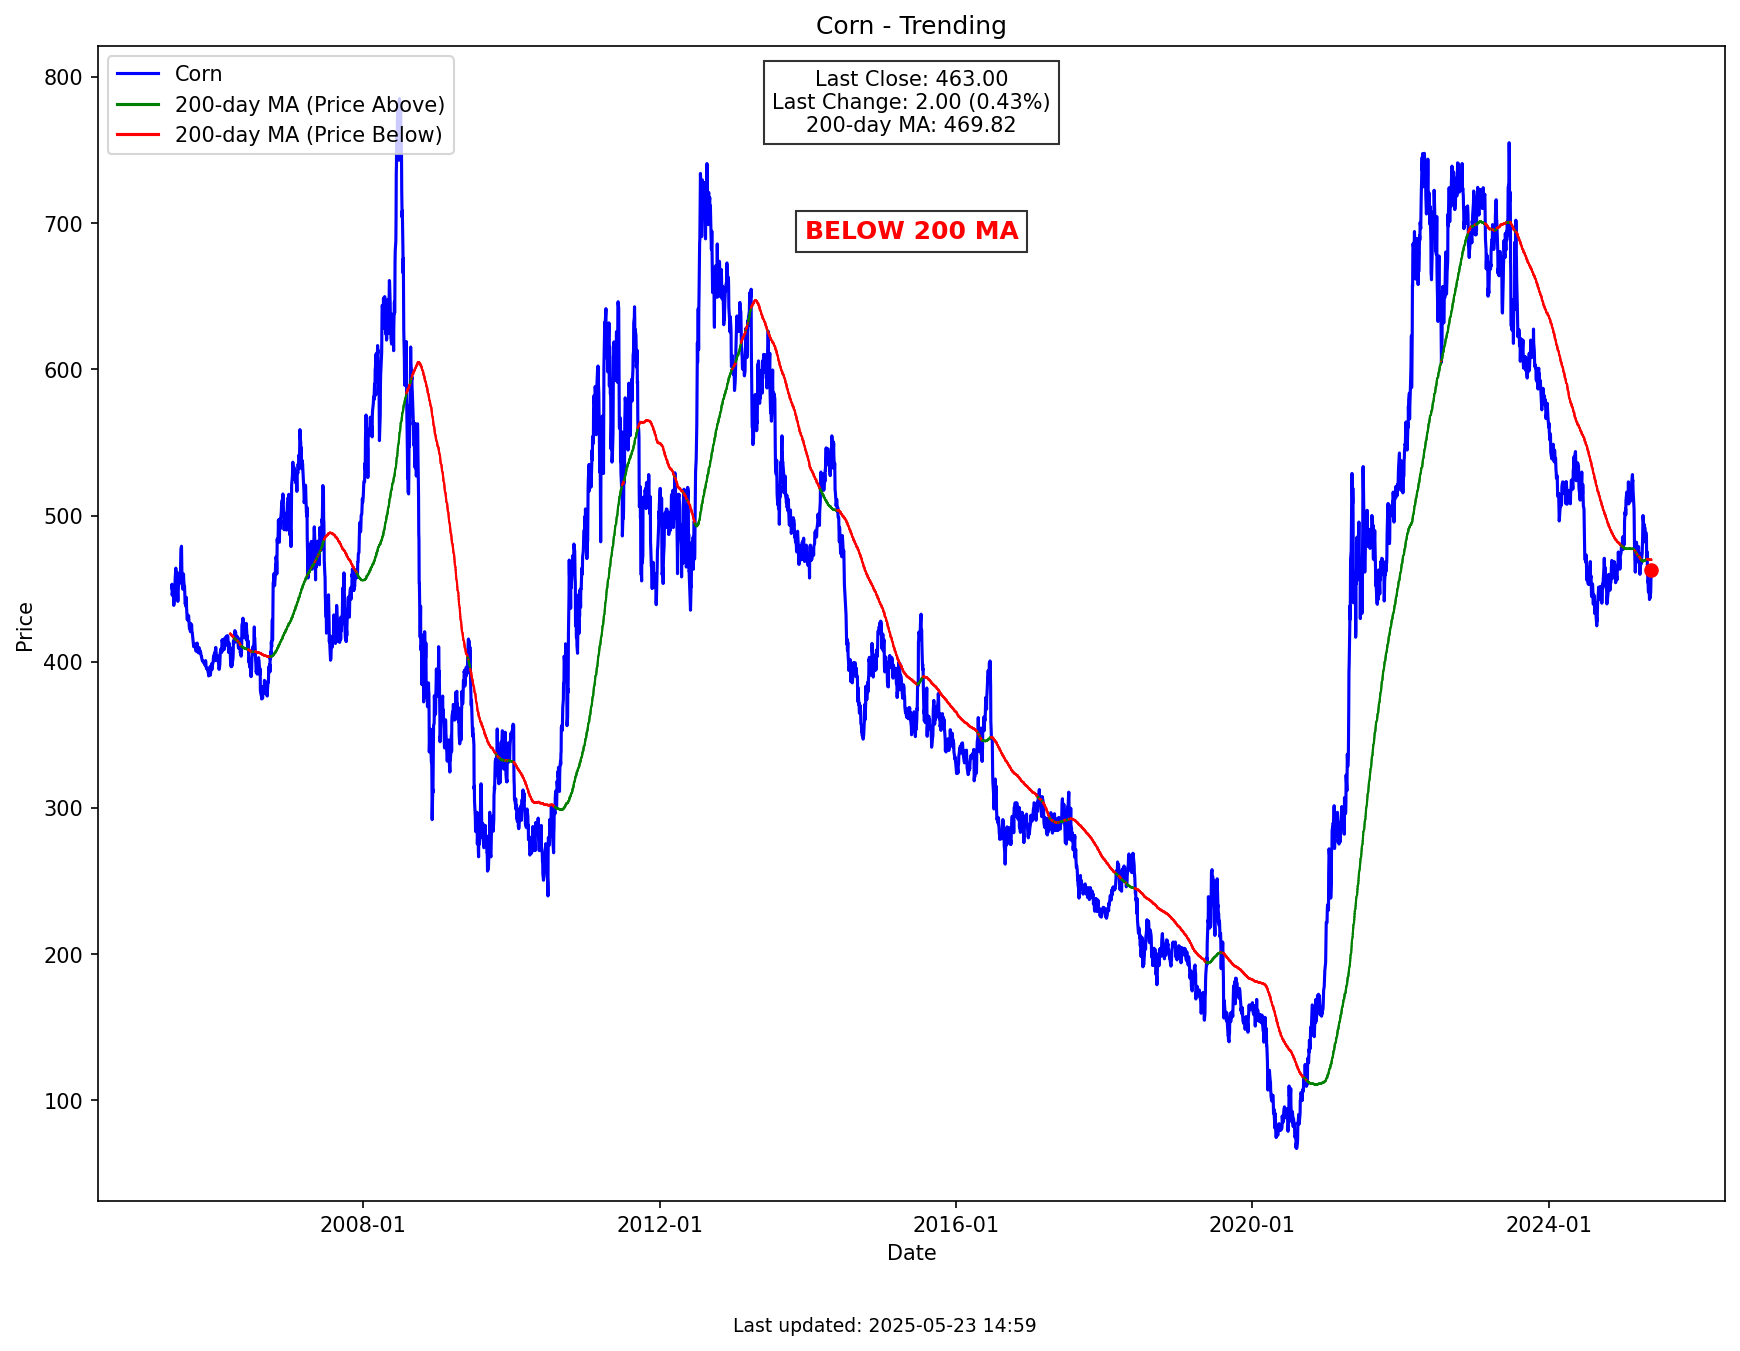 Corn - Trending
Corn
200-day MA (Price Above)
200-day MA (Price Below)
Last Close: 463.00
Last Change: 2.00 (0.43%)
200-day MA: 469.82
BELOW 200 MA
Price
800
700
600
500
400
300
200
100
2008-01
2012-01
2016-01
2020-01
2024-01
Date
Last updated: 2025-05-23 14:59